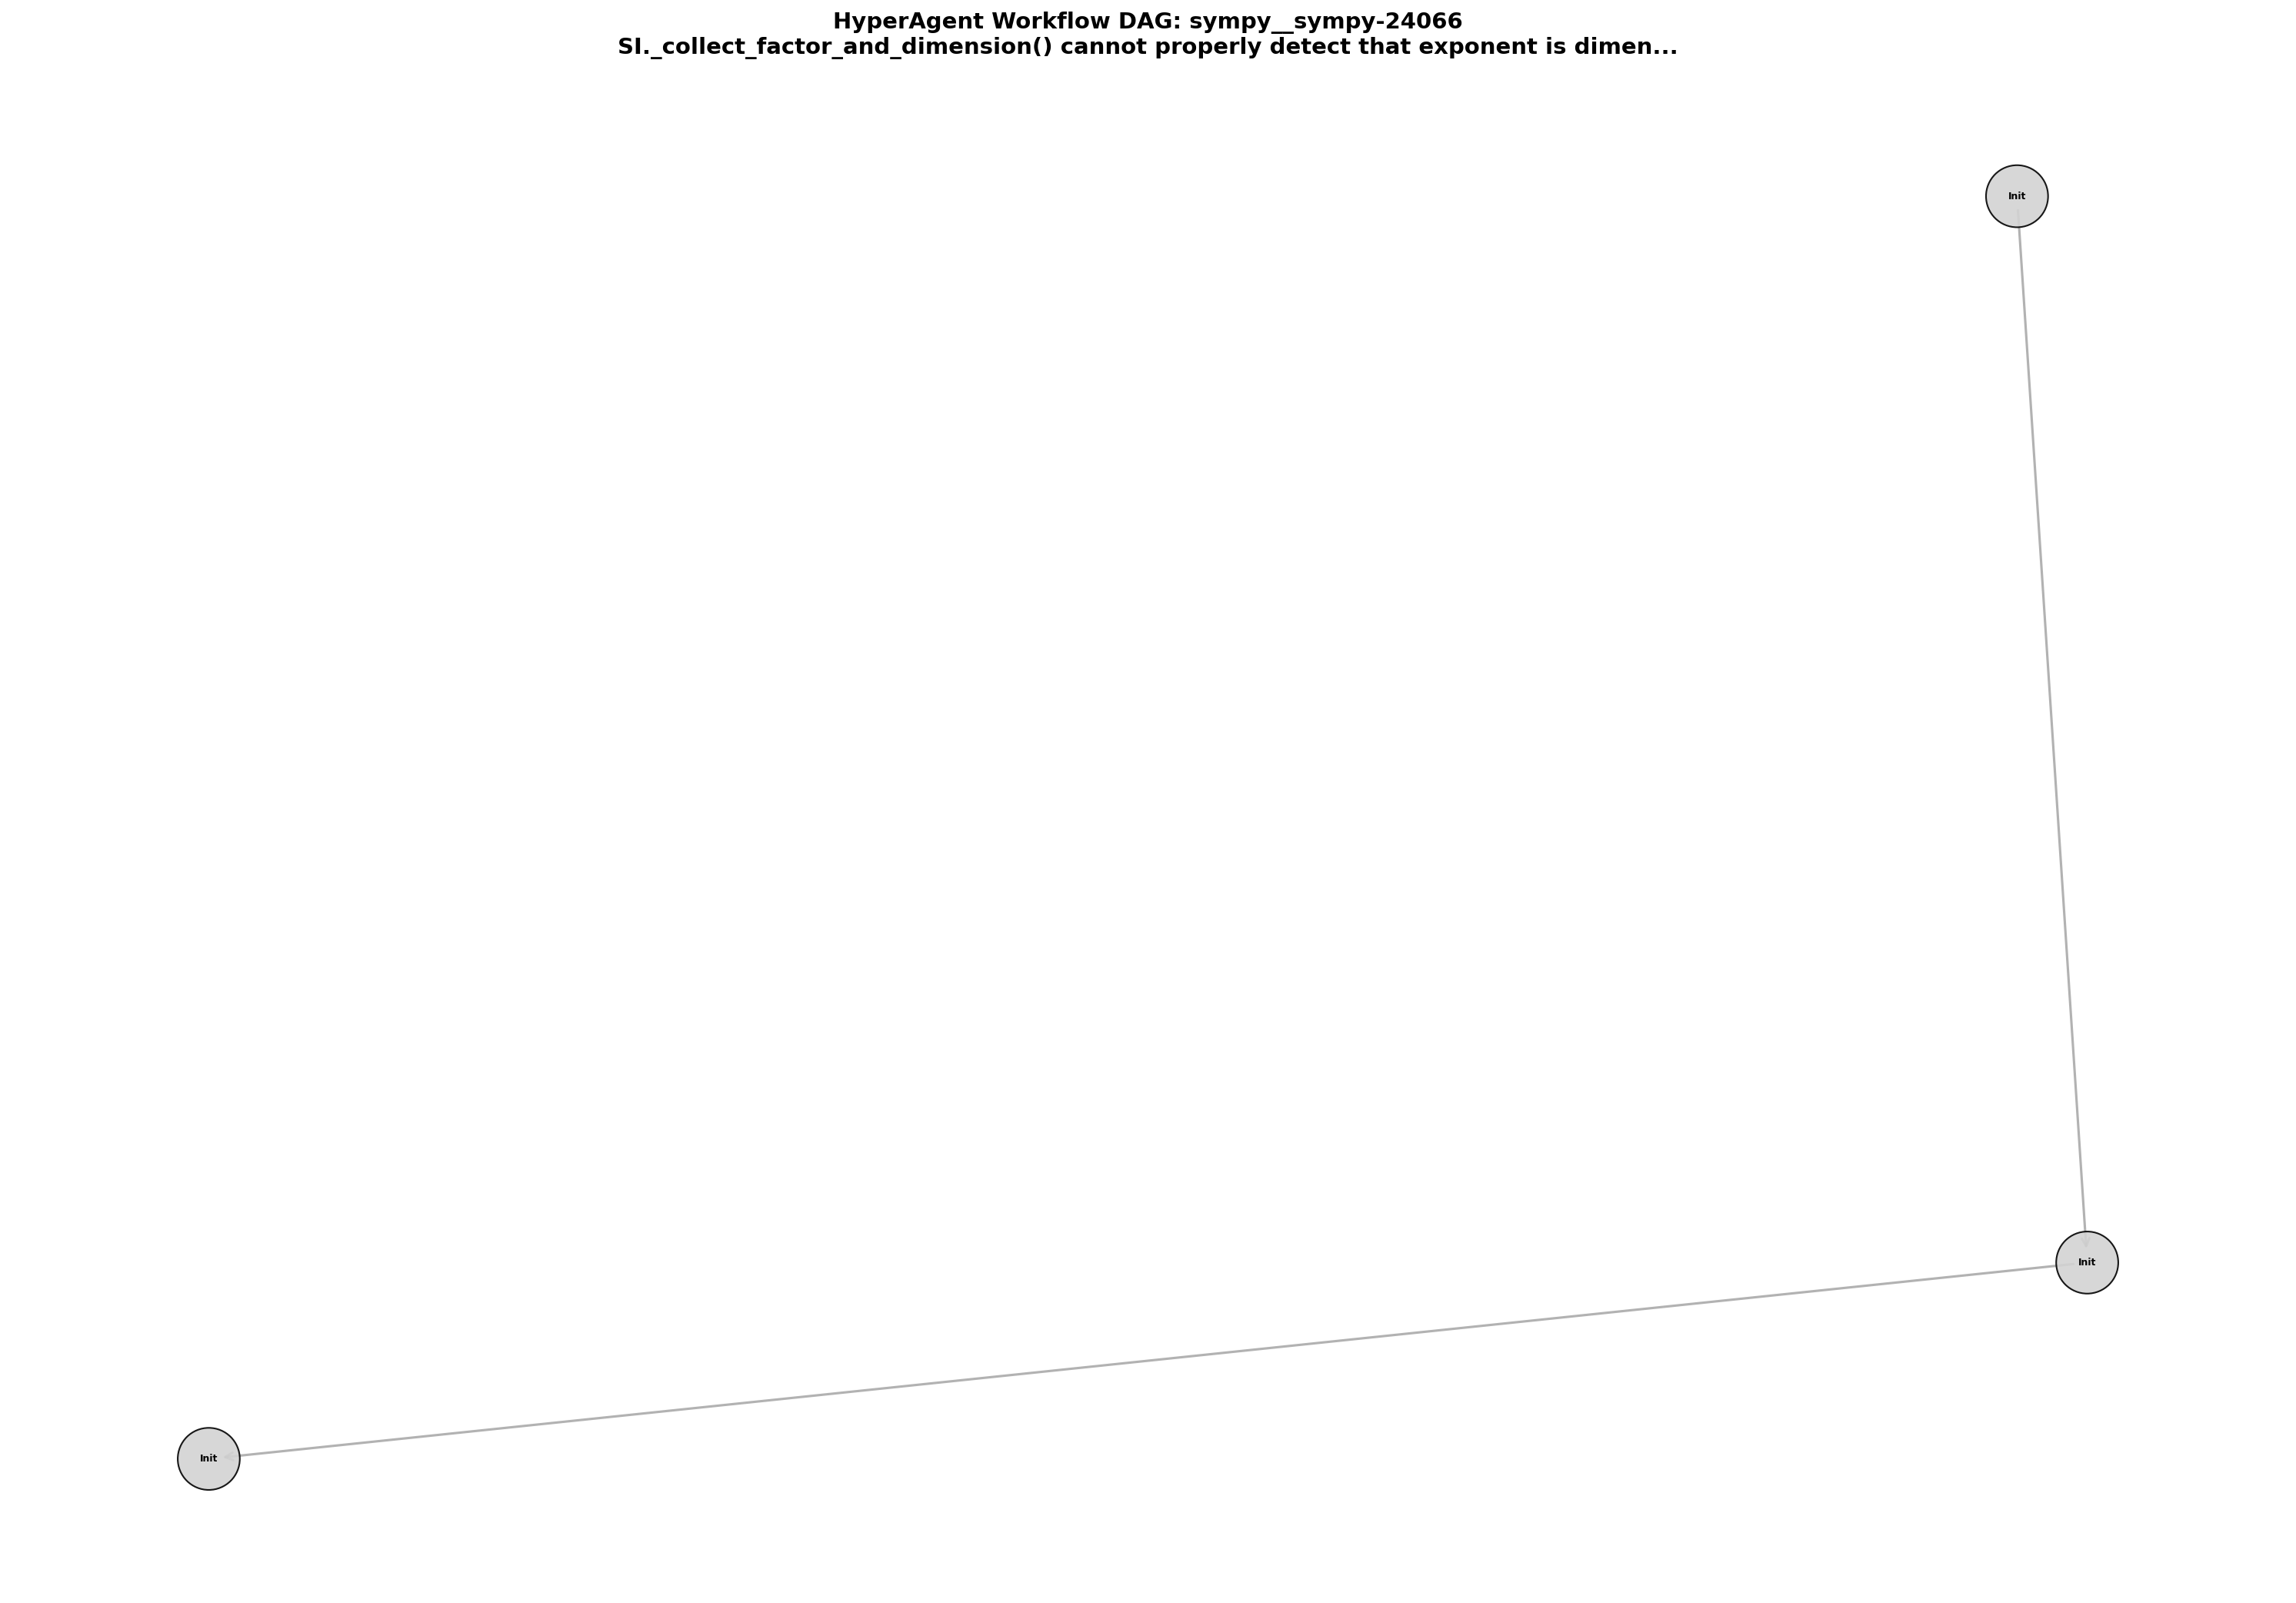 HyperAgent Workflow DAG: sympy__sympy-24066
SI._collect_factor_and_dimension() cannot properly detect that exponent is dimen...
Init
Init
Init